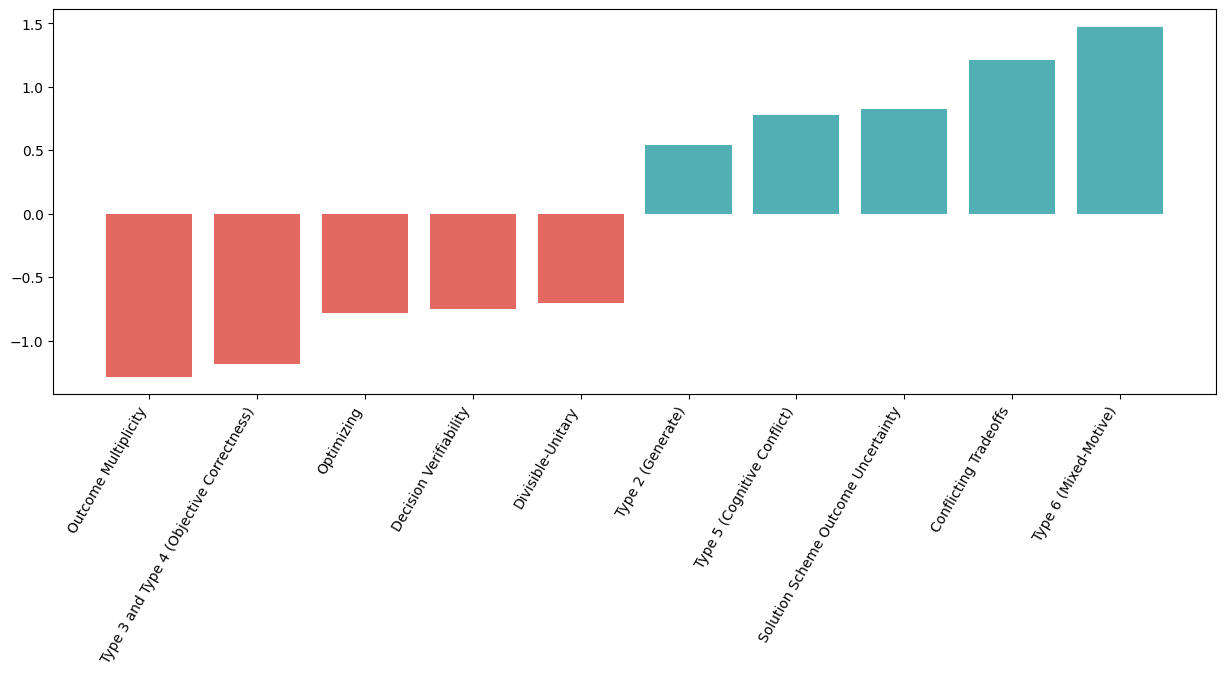 1.5
1.0
0.5
0.0
−0.5
−1.0
Outcome Multiplicity
Type 3 and Type 4 (Objective Correctness)
Optimizing
Decision Verifiability
Divisible-Unitary
Type 2 (Generate)
Type 5 (Cognitive Conflict)
Solution Scheme Outcome Uncertainty
Conflicting Tradeoffs
Type 6 (Mixed-Motive)